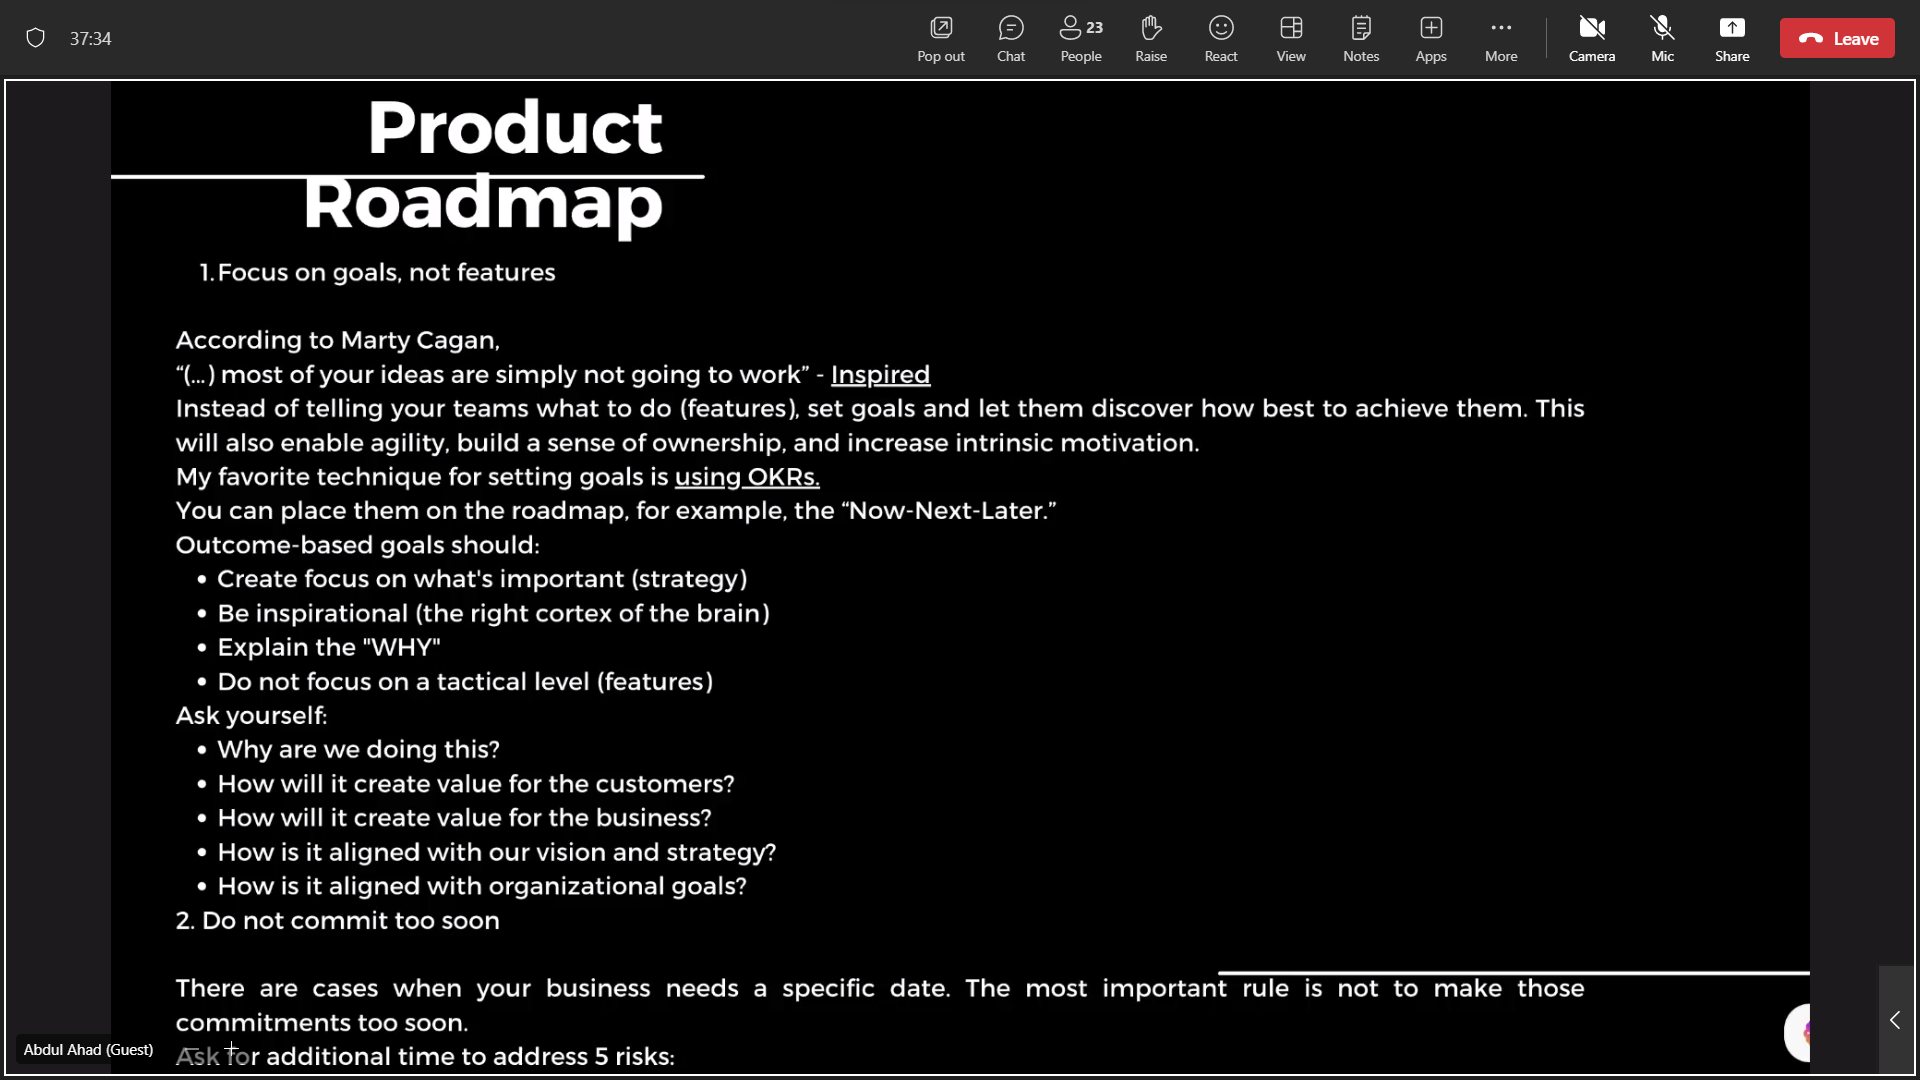 37:34
Pop out
Chat
23
People
Raise
React
View
Notes
Apps
More
Camera
Mic
Share
Leave
Product
Roadmap
1. Focus on goals, not features
According to Marty Cagan,
“(...) most of your ideas are simply not going to work” - Inspired
Instead of telling your teams what to do (features), set goals and let them discover how best to achieve them. This
will also enable agility, build a sense of ownership, and increase intrinsic motivation.
My favorite technique for setting goals is using OKRs.
You can place them on the roadmap, for example, the “Now-Next-Later.”
Outcome-based goals should:
• Create focus on what's important (strategy)
• Be inspirational (the right cortex of the brain)
• Explain the "WHY"
• Do not focus on a tactical level (features)
Ask yourself:
• Why are we doing this?
• How will it create value for the customers?
• How will it create value for the business?
• How is it aligned with our vision and strategy?
• How is it aligned with organizational goals?
2. Do not commit too soon
There are cases when your business needs a specific date. The most important rule is not to make those
commitments too soon.
Ask for additional time to address 5 risks:
Abdul Ahad (Guest)